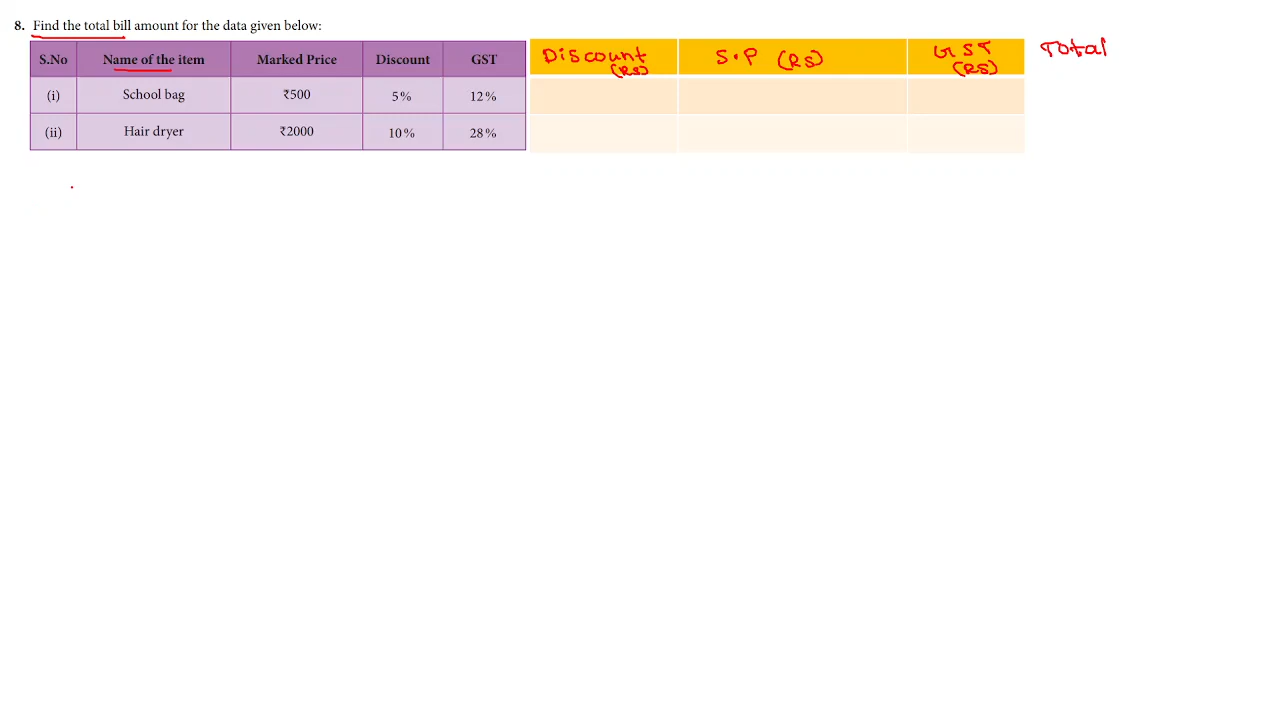 8. Find the total bill amount for the data given below:
S.No Name of the item Marked Price Discount GST Discount (RS) S.P (RS) GST (RS) Total
(i) School bag ₹500 5% 12%
(ii) Hair dryer ₹2000 10% 28%